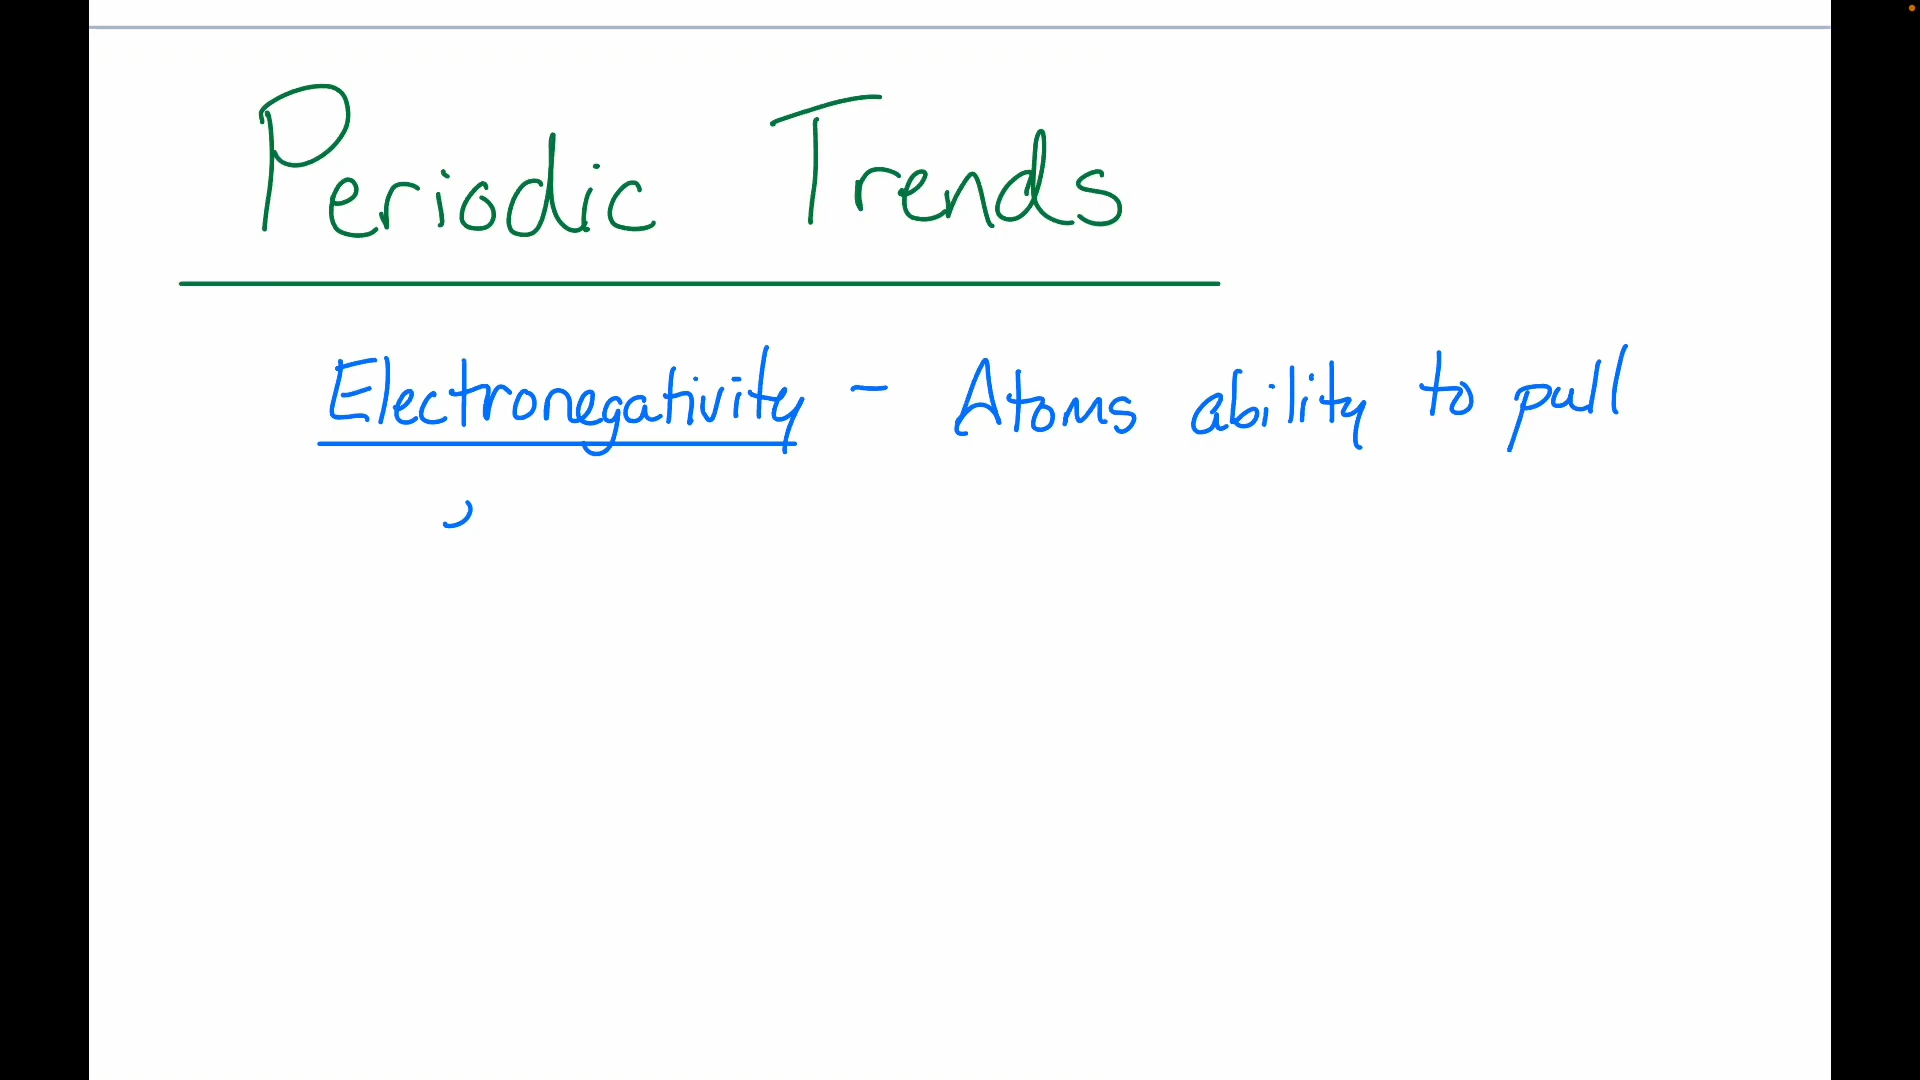 Periodic Trends
Electronegativity - Atoms ability to pull